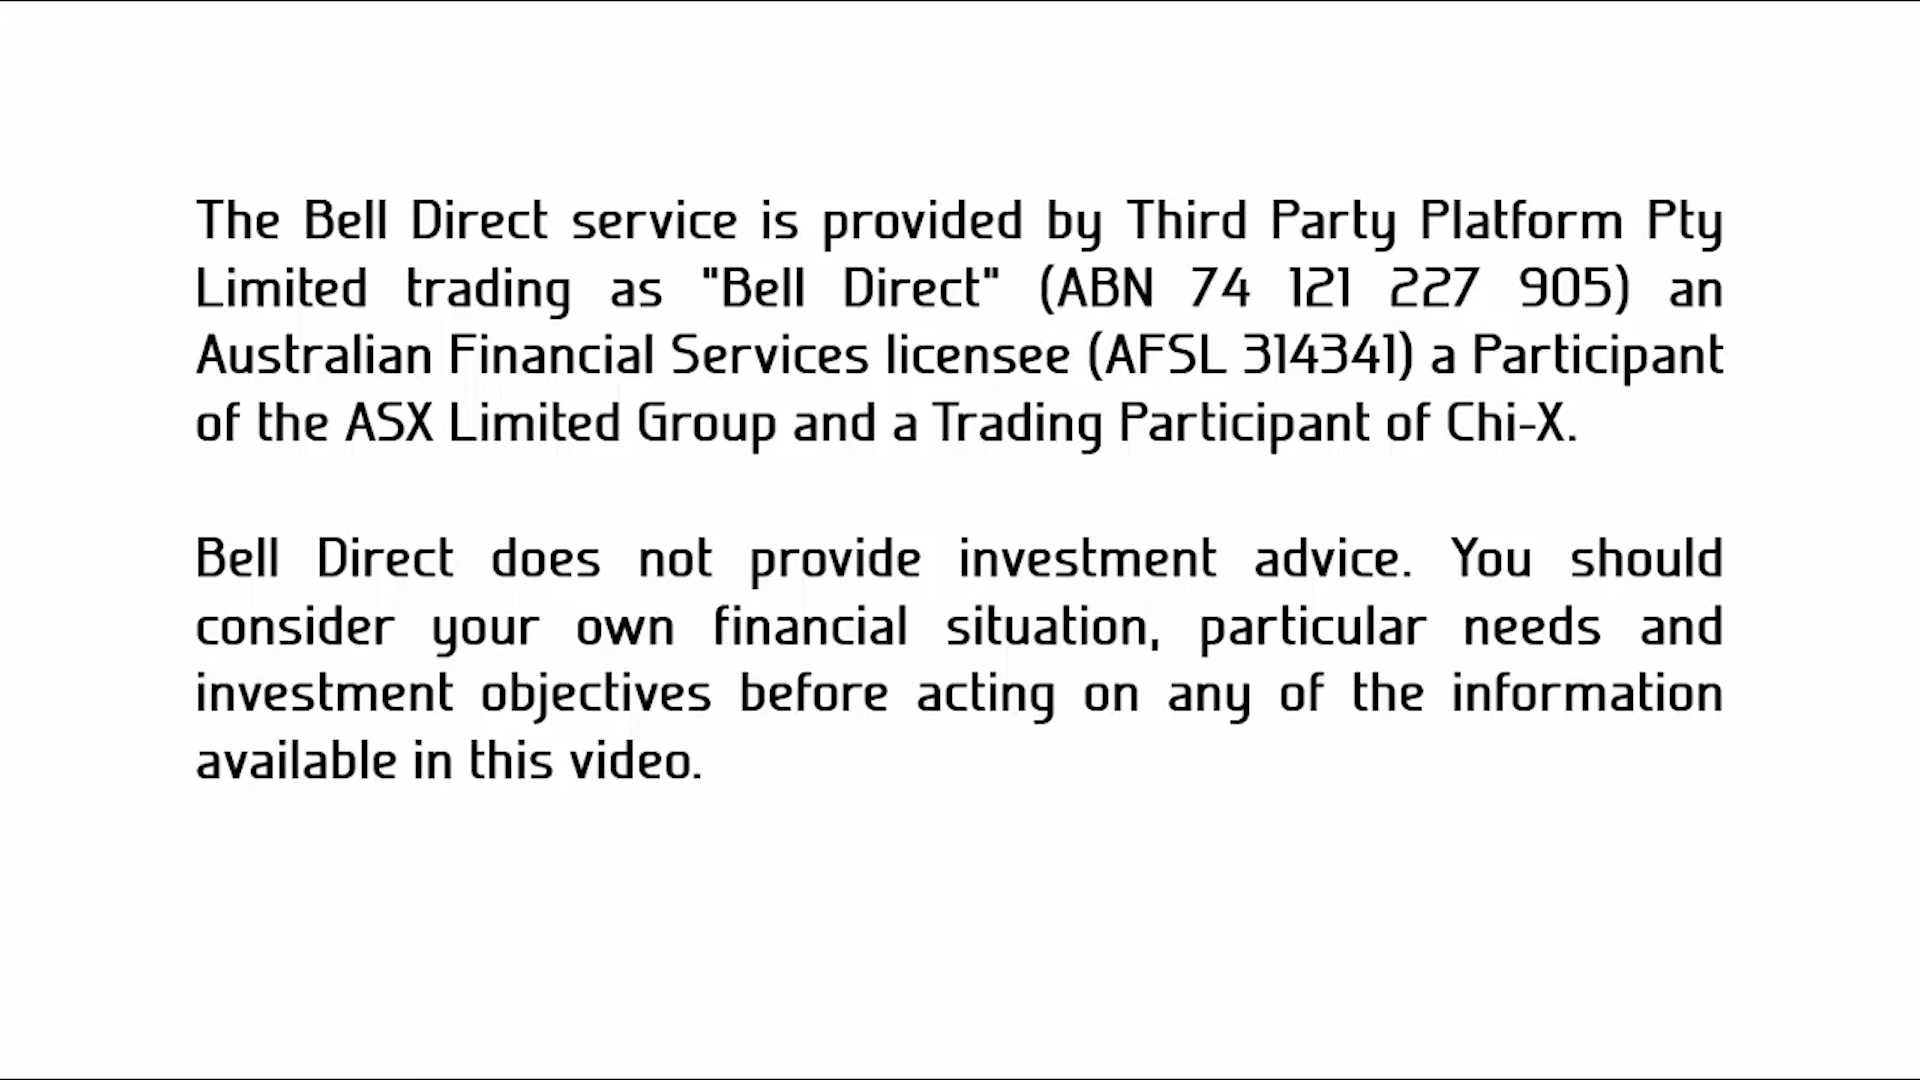 The Bell Direct service is provided by Third Party Platform Pty
Limited trading as "Bell Direct" (ABN 74 121 227 905) an
Australian Financial Services licensee (AFSL 314341) a Participant
of the ASX Limited Group and a Trading Participant of Chi-X.
Bell Direct does not provide investment advice. You should
consider your own financial situation, particular needs and
investment objectives before acting on any of the information
available in this video.